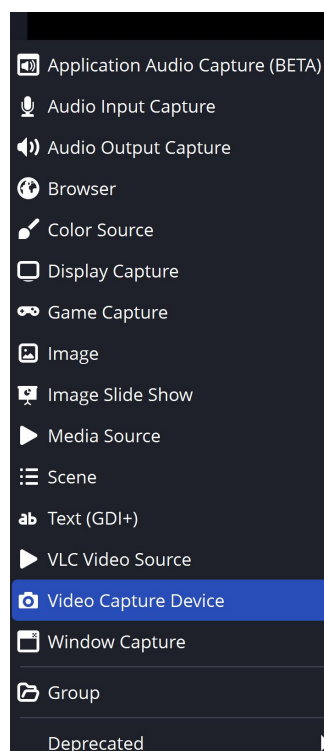 Application Audio Capture (BETA)
Audio Input Capture
Audio Output Capture
Browser
Color Source
Display Capture
Game Capture
Image
Image Slide Show
Media Source
Scene
ab Text (GDI+)
VLC Video Source
Video Capture Device
Window Capture
Group
Deprecated